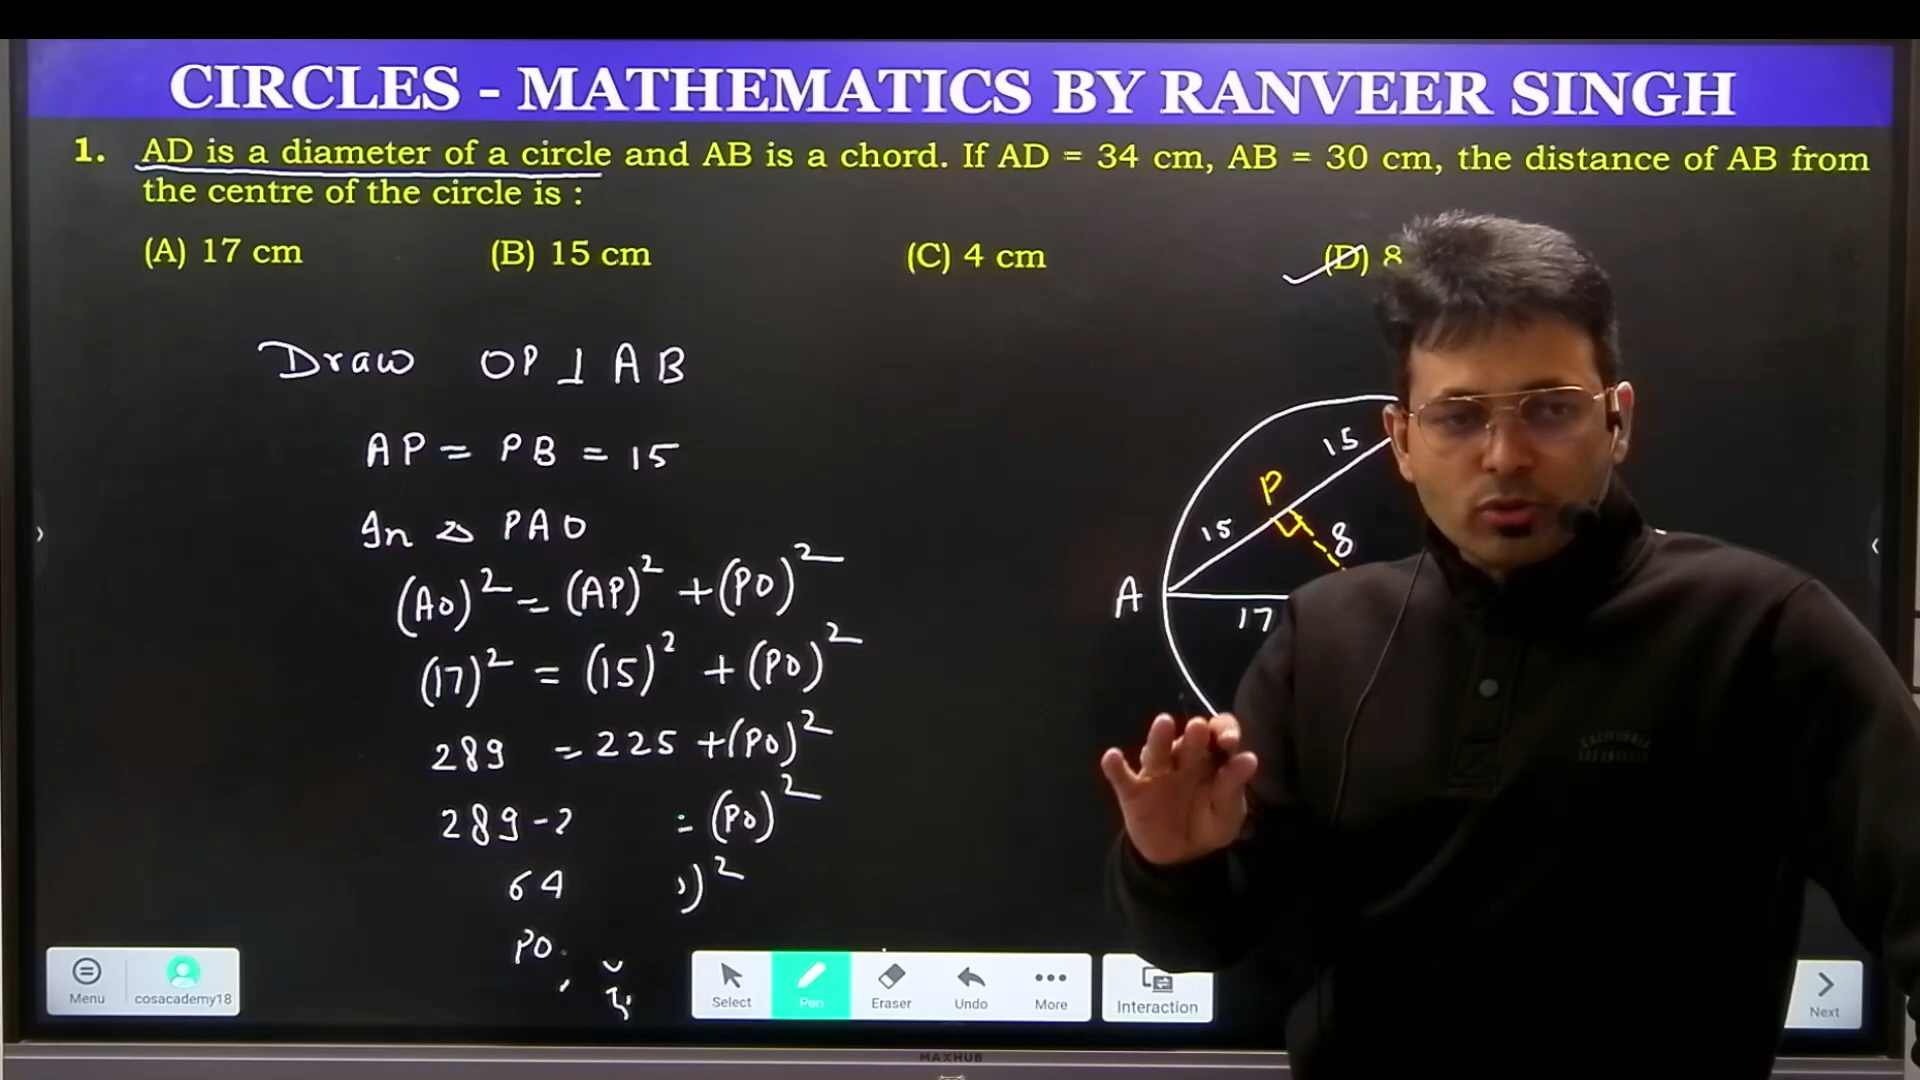 CIRCLES - MATHEMATICS BY RANVEER SINGH
1. AD is a diameter of a circle and AB is a chord. If AD = 34 cm, AB = 30 cm, the distance of AB from
the centre of the circle is :
(A) 17 cm (B) 15 cm (C) 4 cm (D) 8
Draw OP ⊥ AB
AP = PB = 15
In △ PAO
(AO)² = (AP)² + (PO)²
(17)² = (15)² + (PO)²
289 = 225 + (PO)²
289 - 2 = (PO)²
64 )²
PO
15
P
15
8
A
17
Menu cosacademy18 Select Pen Eraser Undo More Interaction Next
MAXHUB